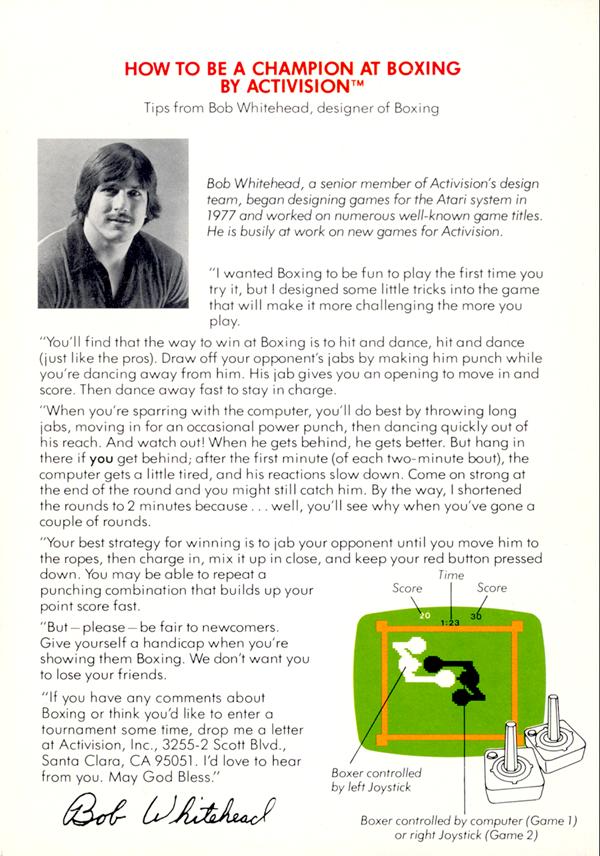 HOW TO BE A CHAMPION AT BOXING
BY ACTIVISION™
Tips from Bob Whitehead, designer of Boxing
Bob Whitehead, a senior member of Activision's design
team, began designing games for the Atari system in
1977 and worked on numerous well-known game titles.
He is busily at work on new games for Activision.
"I wanted Boxing to be fun to play the first time you
try it, but I designed some little tricks into the game
that will make it more challenging the more you
play.
"You'll find that the way to win at Boxing is to hit and dance, hit and dance
(just like the pros). Draw off your opponent's jabs by making him punch while
you're dancing away from him. His jab gives you an opening to move in and
score. Then dance away fast to stay in charge.
"When you're sparring with the computer, you'll do best by throwing long
jabs, moving in for an occasional power punch, then dancing quickly out of
his reach. And watch out! When he gets behind, he gets better. But hang in
there if you get behind; after the first minute (of each two-minute bout), the
computer gets a little tired, and his reactions slow down. Come on strong at
the end of the round and you might still catch him. By the way, I shortened
the rounds to 2 minutes because . . . well, you'll see why when you've gone a
couple of rounds.
"Your best strategy for winning is to jab your opponent until you move him to
the ropes, then charge in, mix it up in close, and keep your red button pressed
down. You may be able to repeat a
punching combination that builds up your
point score fast.
"But—please—be fair to newcomers.
Give yourself a handicap when you're
showing them Boxing. We don't want you
to lose your friends.
"If you have any comments about
Boxing or think you'd like to enter a
tournament some time, drop me a letter
at Activision, Inc., 3255-2 Scott Blvd.,
Santa Clara, CA 95051. I'd love to hear
from you. May God Bless."
Bob Whitehead
Time
Score Score
20 30
1:23
Boxer controlled
by left Joystick
Boxer controlled by computer (Game 1)
or right Joystick (Game 2)